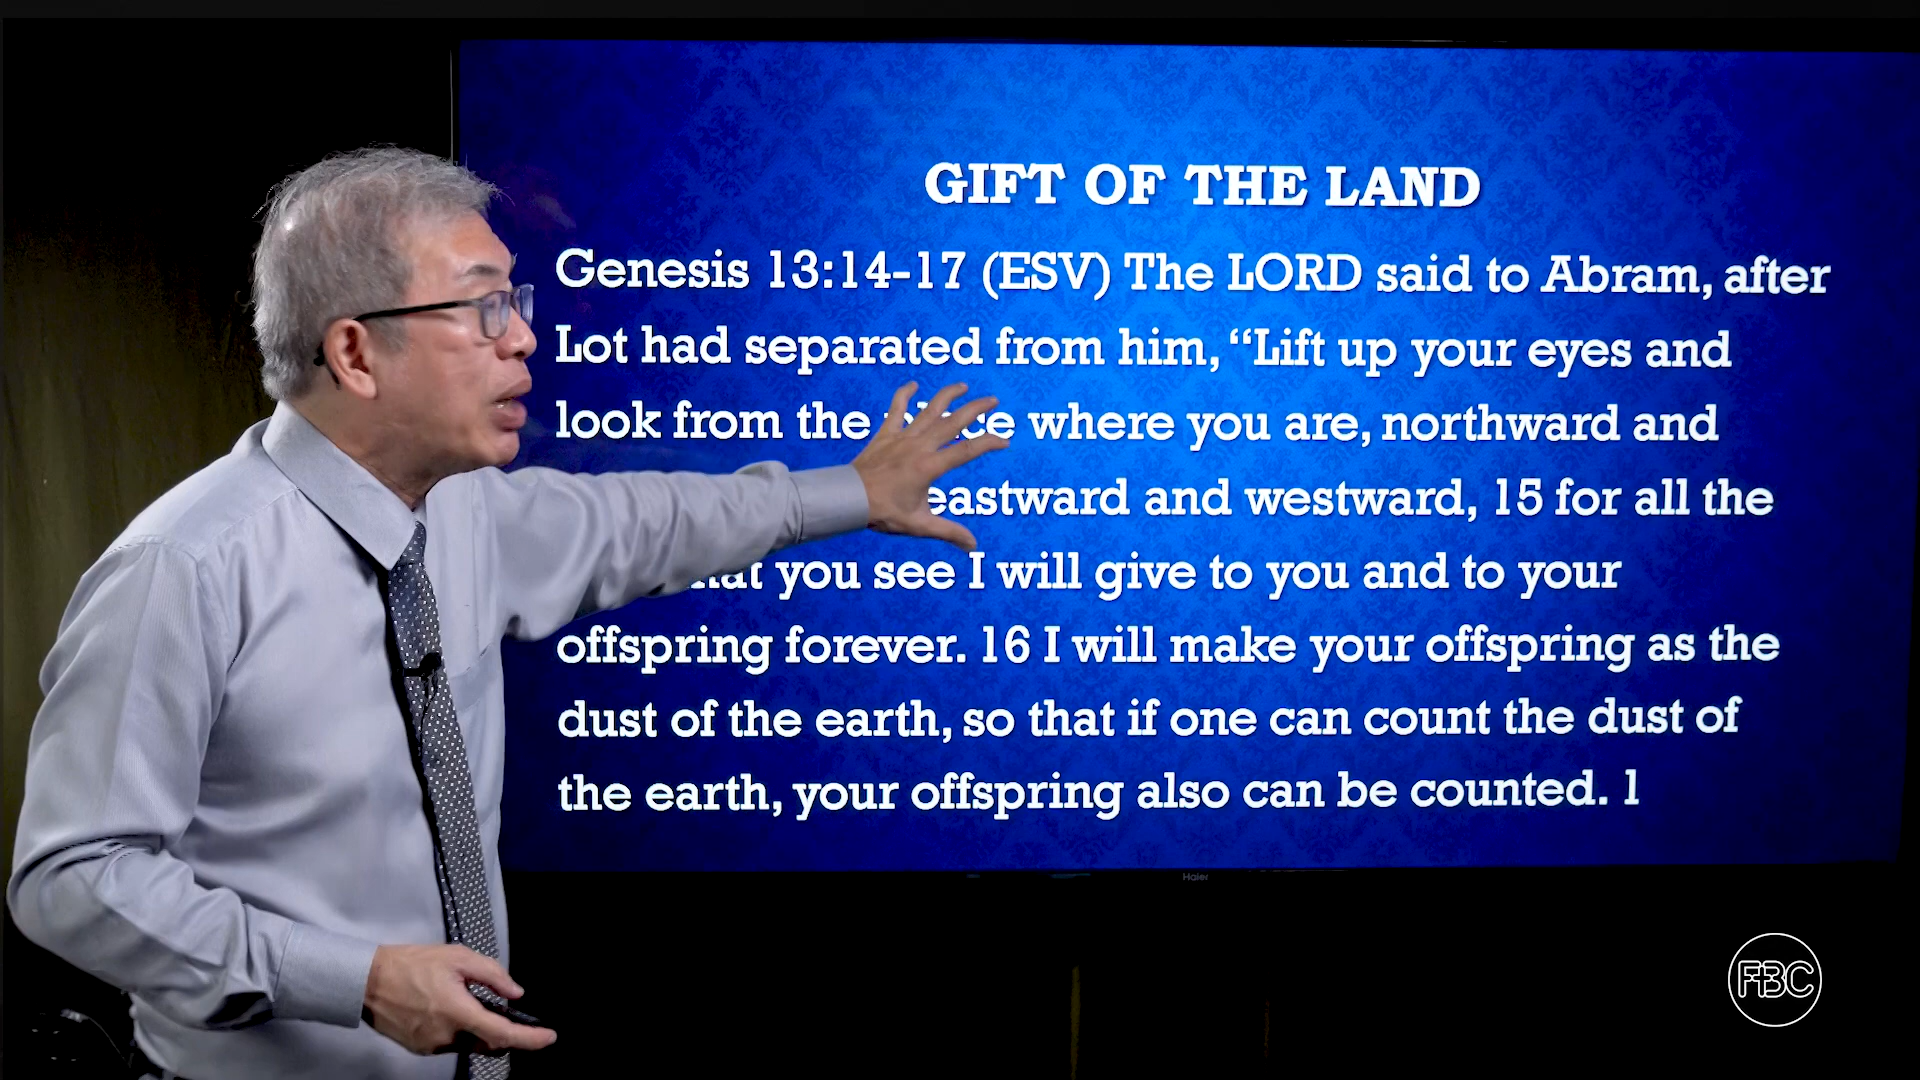 GIFT OF THE LAND
Genesis 13:14-17 (ESV) The LORD said to Abram, after
Lot had separated from him, “Lift up your eyes and
look from the place where you are, northward and
eastward and westward, 15 for all the
you see I will give to you and to your
offspring forever. 16 I will make your offspring as the
dust of the earth, so that if one can count the dust of
the earth, your offspring also can be counted. 1
Haier
FBC